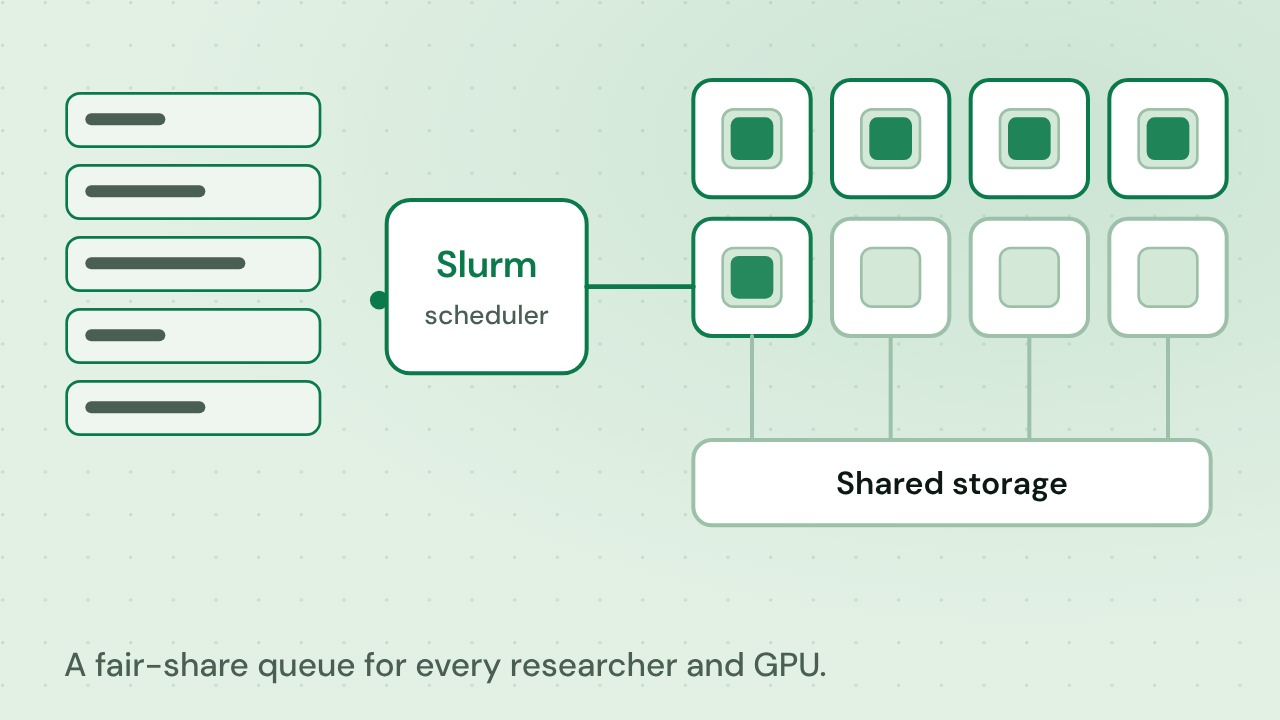 Slurm
scheduler
Shared storage
A fair-share queue for every researcher and GPU.